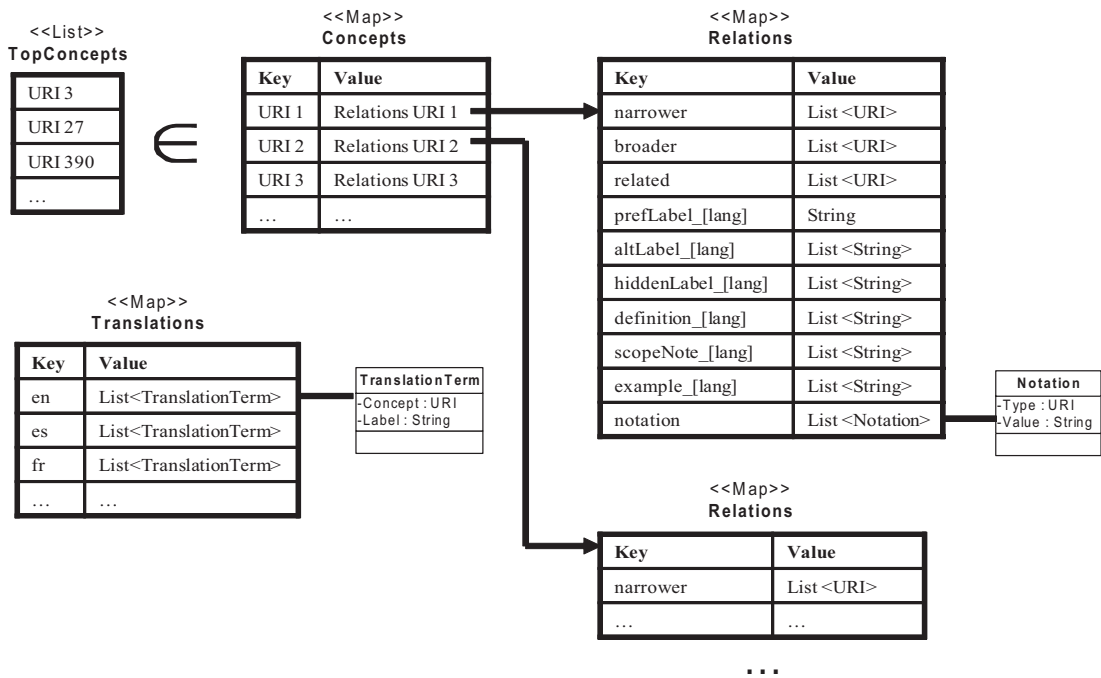 <<List>>
TopConcepts
URI 3
URI 27
URI 390
…
∈
<<Map>>
Concepts
Key Value
URI 1 Relations URI 1
URI 2 Relations URI 2
URI 3 Relations URI 3
… …
<<Map>>
Relations
Key Value
narrower List <URI>
broader List <URI>
related List <URI>
prefLabel_[lang] String
altLabel_[lang] List <String>
hiddenLabel_[lang] List <String>
definition_[lang] List <String>
scopeNote_[lang] List <String>
example_[lang] List <String>
notation List <Notation>
<<Map>>
Translations
Key Value
en List<TranslationTerm>
es List<TranslationTerm>
fr List<TranslationTerm>
… …
TranslationTerm
-Concept : URI
-Label : String
Notation
-Type : URI
-Value : String
<<Map>>
Relations
Key Value
narrower List <URI>
… …
...